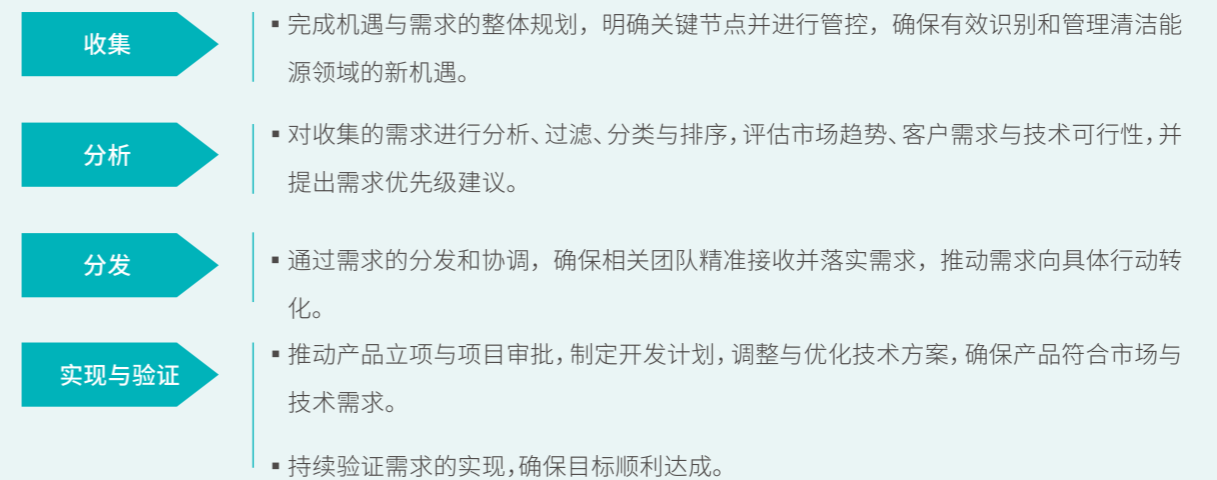 收集
▪ 完成机遇与需求的整体规划，明确关键节点并进行管控，确保有效识别和管理清洁能
源领域的新机遇。
分析
▪ 对收集的需求进行分析、过滤、分类与排序，评估市场趋势、客户需求与技术可行性，并
提出需求优先级建议。
分发
▪ 通过需求的分发和协调，确保相关团队精准接收并落实需求，推动需求向具体行动转
化。
实现与验证
▪ 推动产品立项与项目审批，制定开发计划，调整与优化技术方案，确保产品符合市场与
技术需求。
▪ 持续验证需求的实现，确保目标顺利达成。